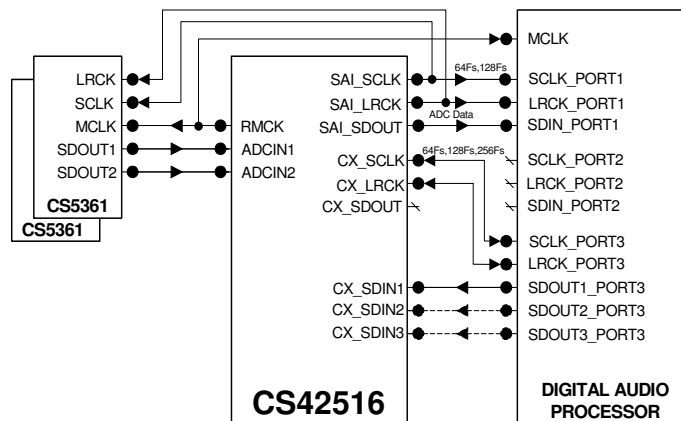 LRCK
SCLK
MCLK
SDOUT1
SDOUT2
CS5361
CS5361
RMCK
ADCIN1
ADCIN2
SAI_SCLK
SAI_LRCK
SAI_SDOUT
CX_SCLK
CX_LRCK
CX_SDOUT
CX_SDIN1
CX_SDIN2
CX_SDIN3
CS42516
64Fs,128Fs
ADC Data
64Fs,128Fs,256Fs
MCLK
SCLK_PORT1
LRCK_PORT1
SDIN_PORT1
SCLK_PORT2
LRCK_PORT2
SDIN_PORT2
SCLK_PORT3
LRCK_PORT3
SDOUT1_PORT3
SDOUT2_PORT3
SDOUT3_PORT3
DIGITAL AUDIO
PROCESSOR